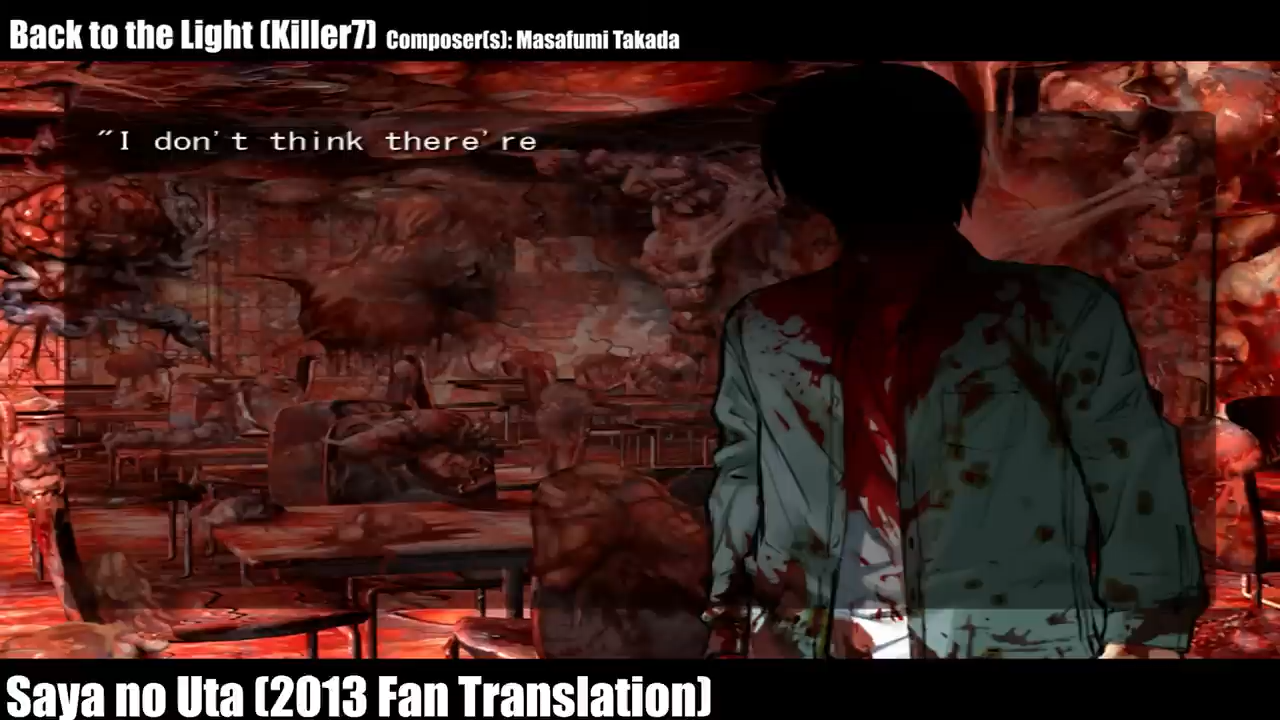 Back to the Light (Killer7) Composer(s): Masafumi Takada
"I don't think there're
Saya no Uta (2013 Fan Translation)